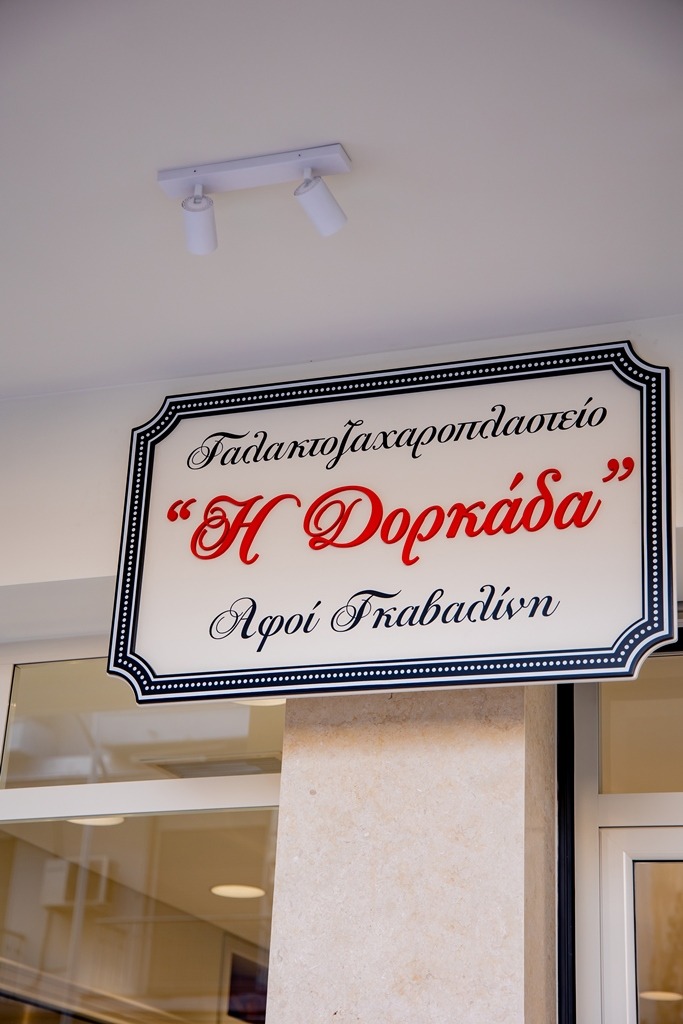 Γαλακτοζαχαροπλαστείο
“Η Δορκάδα”
Αφοί Γκαβαλίνη